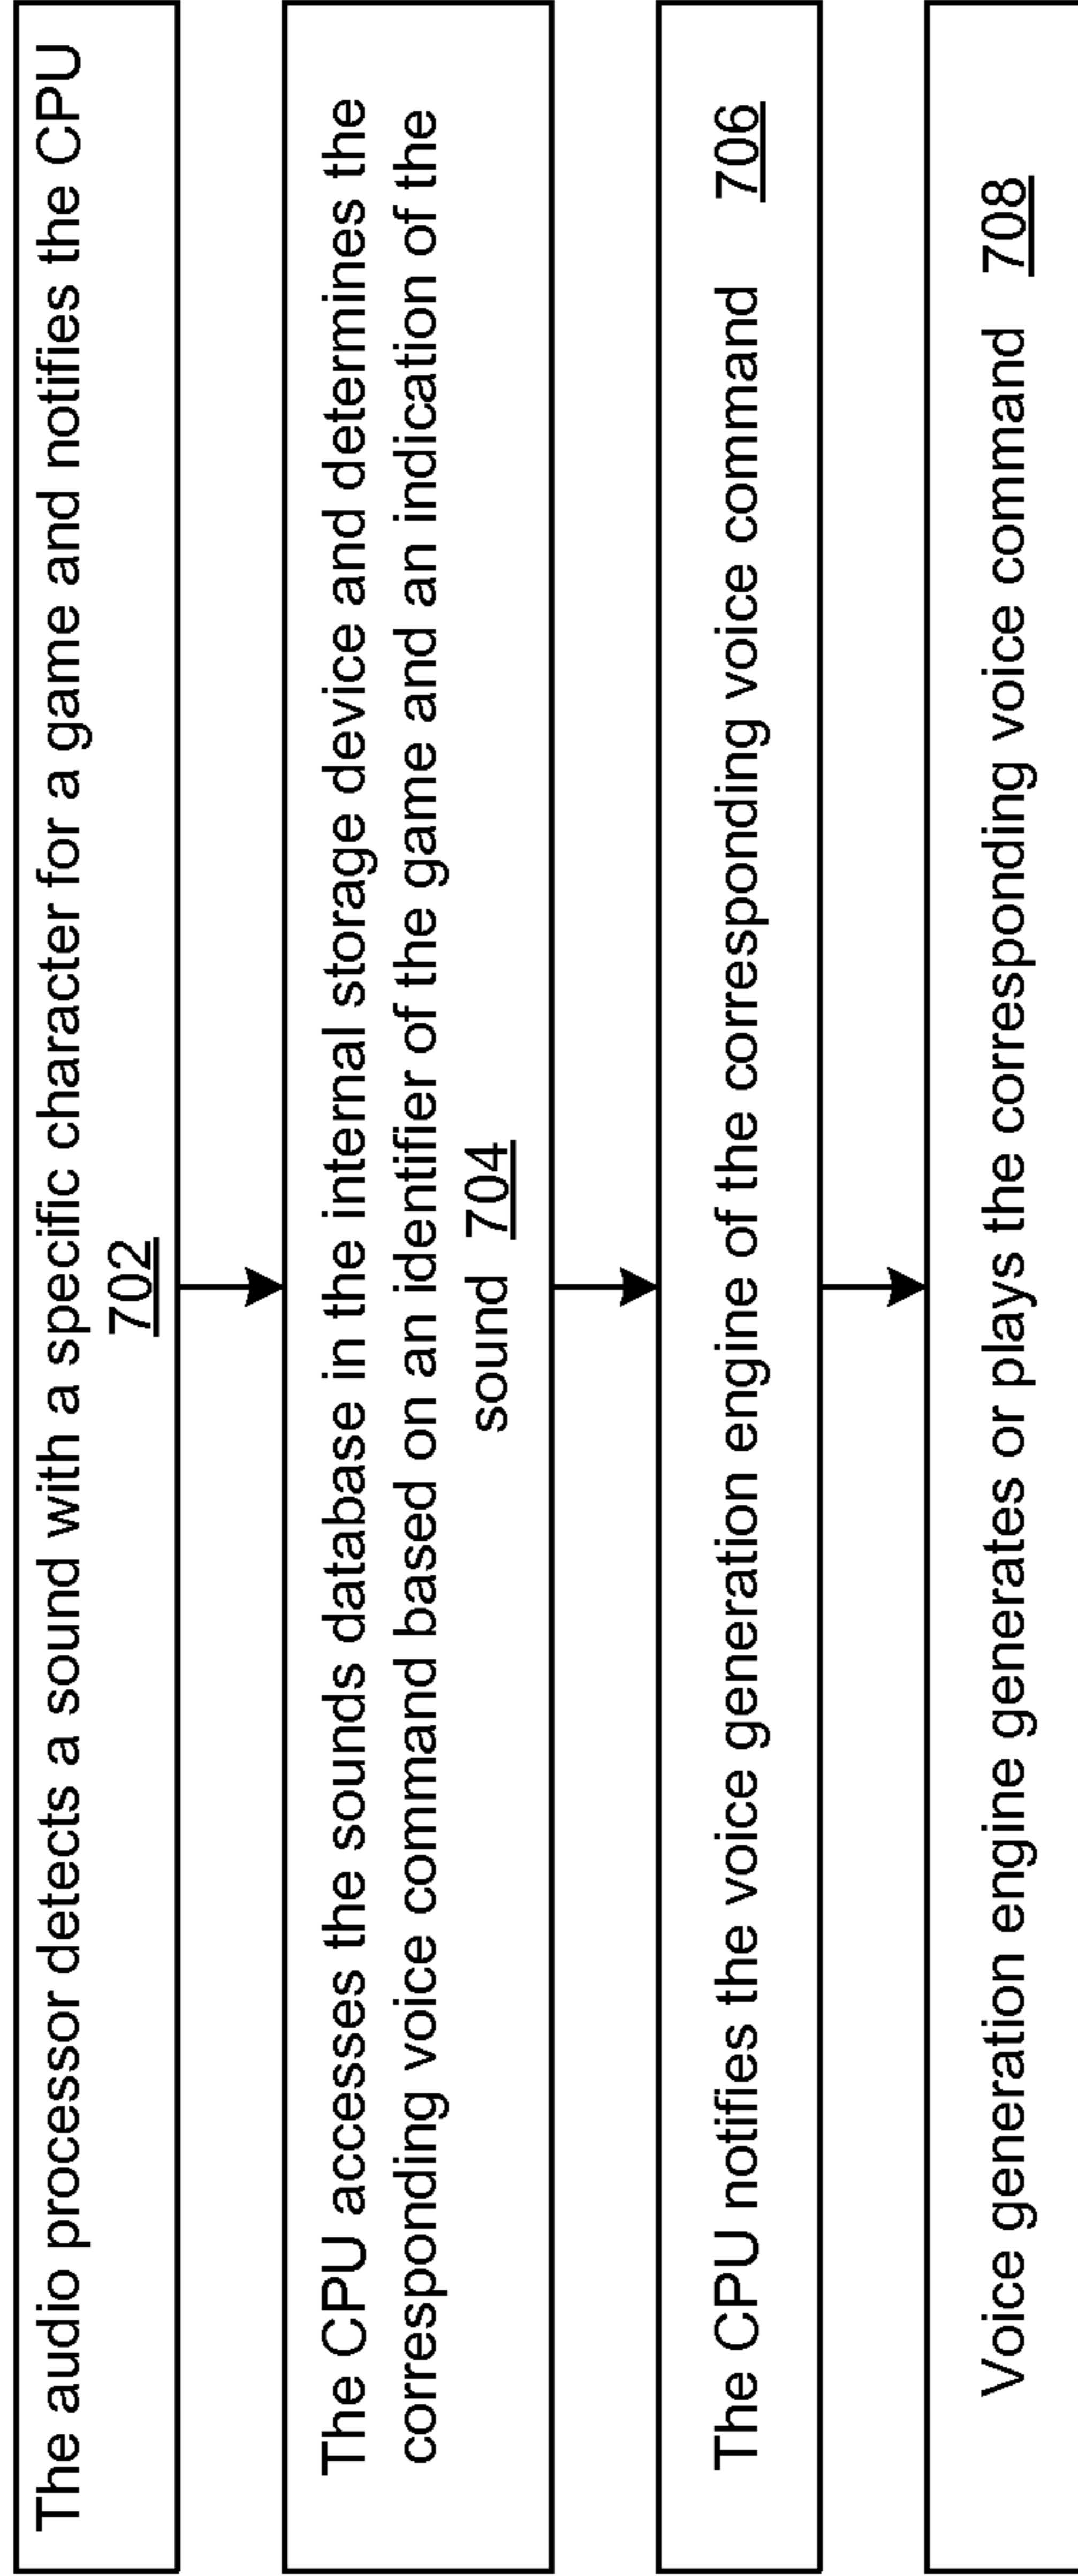 The audio processor detects a sound with a specific character for a game and notifies the CPU
702
The CPU accesses the sounds database in the internal storage device and determines the
corresponding voice command based on an identifier of the game and an indication of the
sound 704
The CPU notifies the voice generation engine of the corresponding voice command 706
Voice generation engine generates or plays the corresponding voice command 708